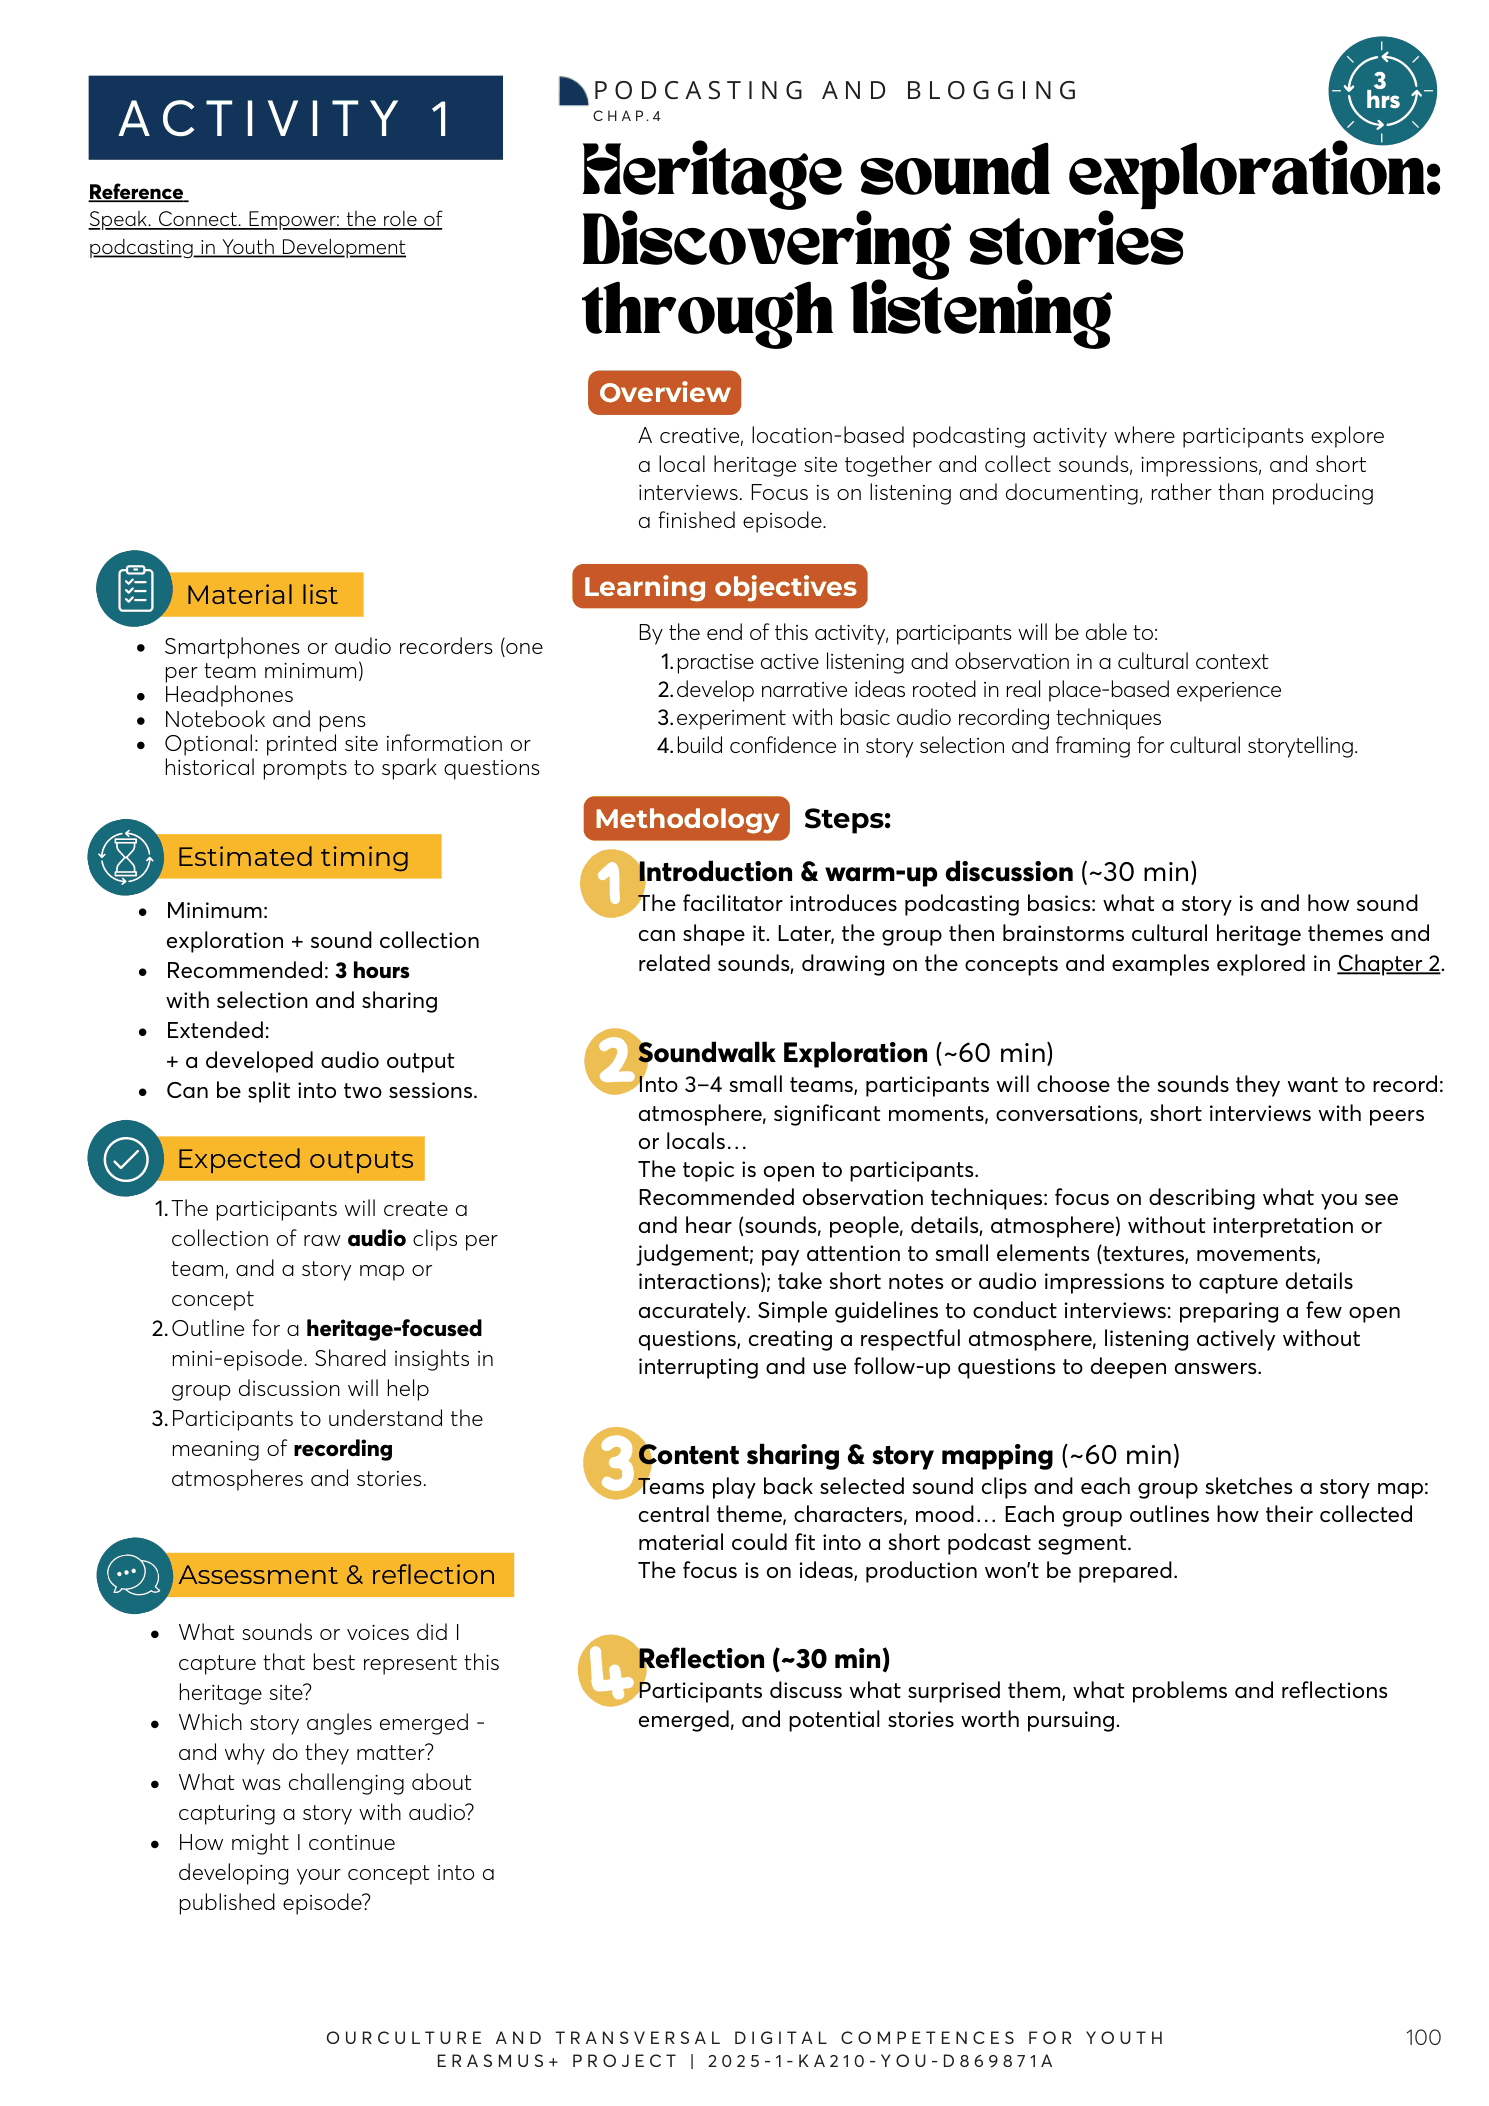 ACTIVITY 1
Reference
Speak. Connect. Empower: the role of
podcasting in Youth Development
PODCASTING AND BLOGGING
CHAP.4
3
hrs
Heritage sound exploration:
Discovering stories
through listening
Overview
A creative, location-based podcasting activity where participants explore
a local heritage site together and collect sounds, impressions, and short
interviews. Focus is on listening and documenting, rather than producing
a finished episode.
Learning objectives
By the end of this activity, participants will be able to:
1. practise active listening and observation in a cultural context
2. develop narrative ideas rooted in real place-based experience
3. experiment with basic audio recording techniques
4. build confidence in story selection and framing for cultural storytelling.
Methodology Steps:
1 Introduction & warm-up discussion (~30 min)
The facilitator introduces podcasting basics: what a story is and how sound
can shape it. Later, the group then brainstorms cultural heritage themes and
related sounds, drawing on the concepts and examples explored in Chapter 2.
2 Soundwalk Exploration (~60 min)
Into 3–4 small teams, participants will choose the sounds they want to record:
atmosphere, significant moments, conversations, short interviews with peers
or locals…
The topic is open to participants.
Recommended observation techniques: focus on describing what you see
and hear (sounds, people, details, atmosphere) without interpretation or
judgement; pay attention to small elements (textures, movements,
interactions); take short notes or audio impressions to capture details
accurately. Simple guidelines to conduct interviews: preparing a few open
questions, creating a respectful atmosphere, listening actively without
interrupting and use follow-up questions to deepen answers.
3 Content sharing & story mapping (~60 min)
Teams play back selected sound clips and each group sketches a story map:
central theme, characters, mood… Each group outlines how their collected
material could fit into a short podcast segment.
The focus is on ideas, production won't be prepared.
4 Reflection (~30 min)
Participants discuss what surprised them, what problems and reflections
emerged, and potential stories worth pursuing.
Material list
• Smartphones or audio recorders (one
per team minimum)
• Headphones
• Notebook and pens
• Optional: printed site information or
historical prompts to spark questions
Estimated timing
• Minimum:
exploration + sound collection
• Recommended: 3 hours
with selection and sharing
• Extended:
+ a developed audio output
• Can be split into two sessions.
Expected outputs
1. The participants will create a
collection of raw audio clips per
team, and a story map or
concept
2. Outline for a heritage-focused
mini-episode. Shared insights in
group discussion will help
3. Participants to understand the
meaning of recording
atmospheres and stories.
Assessment & reflection
• What sounds or voices did I
capture that best represent this
heritage site?
• Which story angles emerged -
and why do they matter?
• What was challenging about
capturing a story with audio?
• How might I continue
developing your concept into a
published episode?
OURCULTURE AND TRANSVERSAL DIGITAL COMPETENCES FOR YOUTH
ERASMUS+ PROJECT | 2025-1-KA210-YOU-D869871A
100